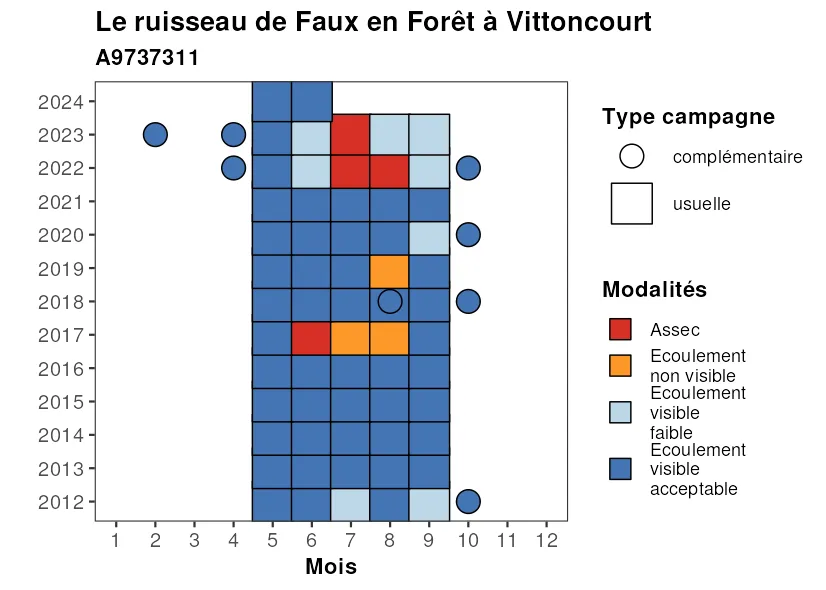 Le ruisseau de Faux en Forêt à Vittoncourt
A9737311
2024
2023
2022
2021
2020
2019
2018
2017
2016
2015
2014
2013
2012
1 2 3 4 5 6 7 8 9 10 11 12
Mois
Type campagne
complémentaire
usuelle
Modalités
Assec
Ecoulement
non visible
Ecoulement
visible
faible
Ecoulement
visible
acceptable